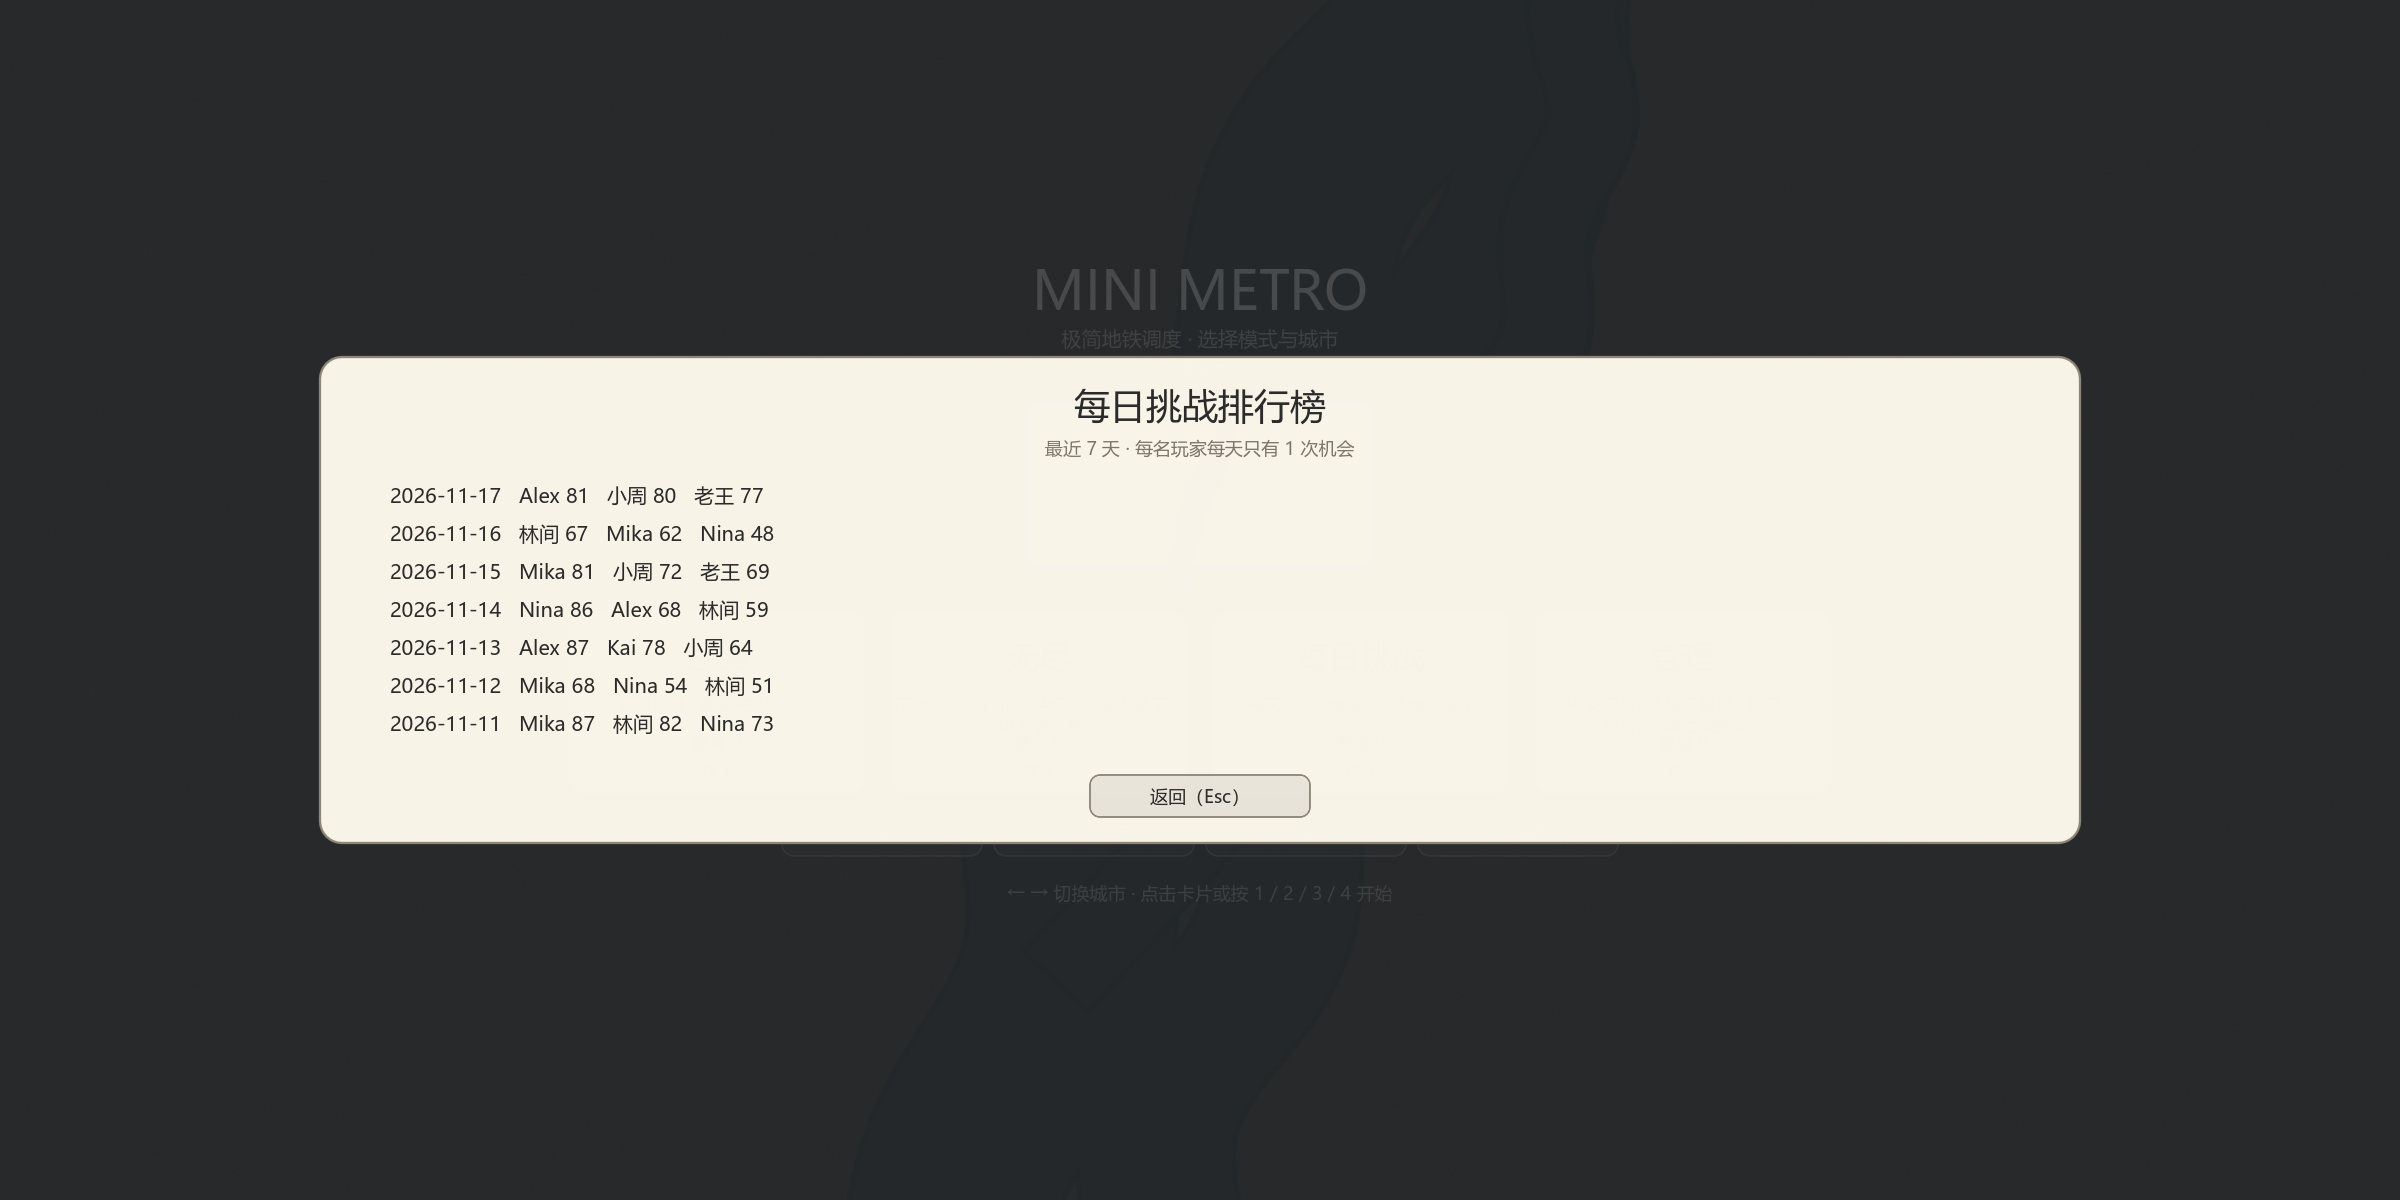 MINI METRO
极简地铁调度 · 选择模式与城市
每日挑战排行榜
最近 7 天 · 每名玩家每天只有 1 次机会
2026-11-17 Alex 81 小周 80 老王 77
2026-11-16 林间 67 Mika 62 Nina 48
2026-11-15 Mika 81 小周 72 老王 69
2026-11-14 Nina 86 Alex 68 林间 59
2026-11-13 Alex 87 Kai 78 小周 64
2026-11-12 Mika 68 Nina 54 林间 51
2026-11-11 Mika 87 林间 82 Nina 73
返回（Esc）
← → 切换城市 · 点击卡片或按 1 / 2 / 3 / 4 开始